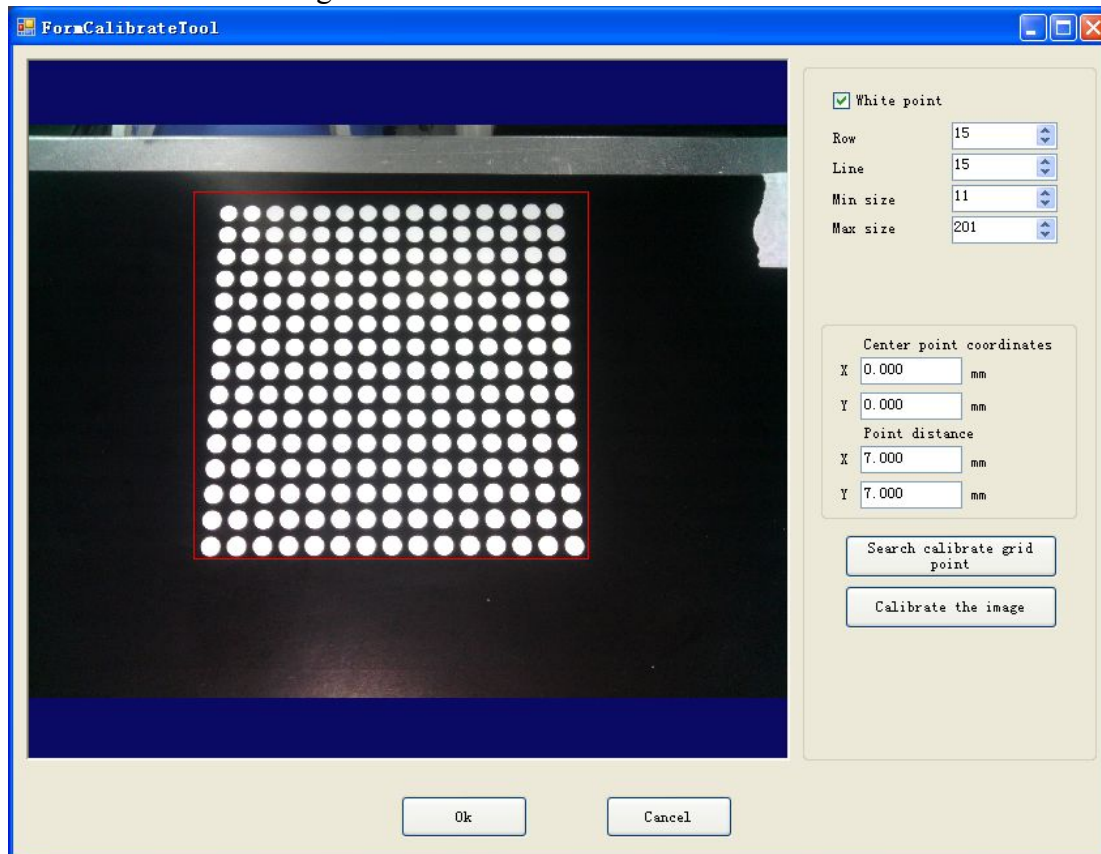 FormCalibrateTool
White point
Row 15
Line 15
Min size 11
Max size 201
Center point coordinates
X 0.000 mm
Y 0.000 mm
Point distance
X 7.000 mm
Y 7.000 mm
Search calibrate grid
point
Calibrate the image
Ok Cancel